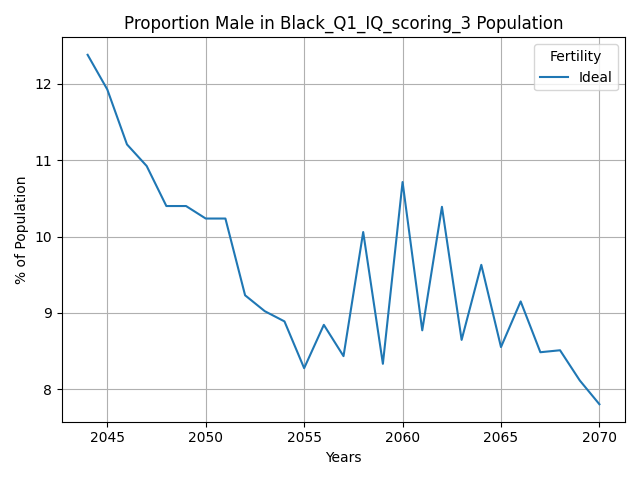 Proportion Male in Black_Q1_IQ_scoring_3 Population
Fertility
Ideal
% of Population
12
11
10
9
8
2045 2050 2055 2060 2065 2070
Years